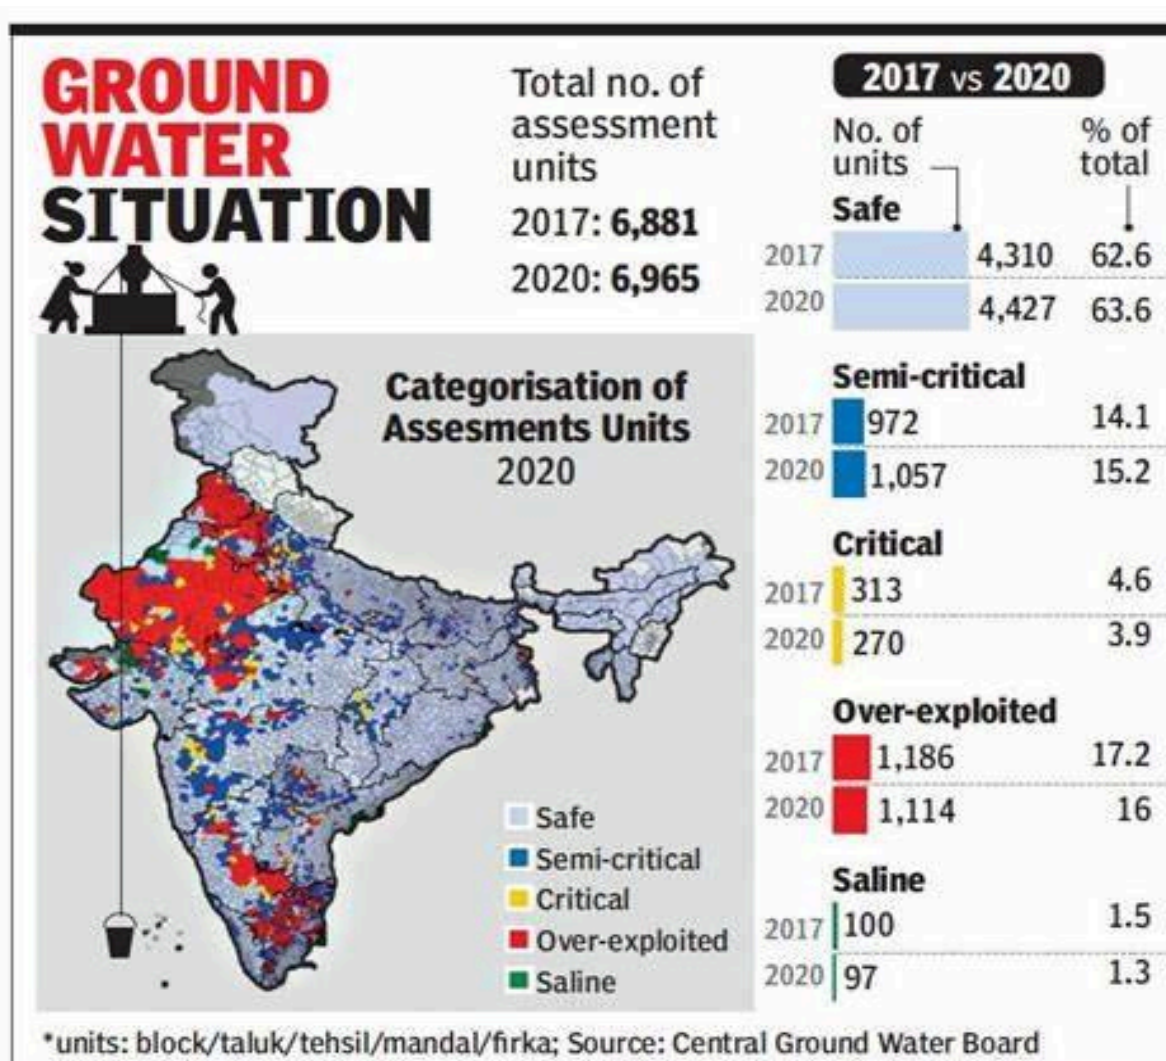 GROUND
WATER
SITUATION
Total no. of
assessment
units
2017: 6,881
2020: 6,965
Categorisation of
Assesments Units
2020
Safe
Semi-critical
Critical
Over-exploited
Saline
2017 vs 2020
No. of units % of total
Safe
2017 4,310 62.6
2020 4,427 63.6
Semi-critical
2017 972 14.1
2020 1,057 15.2
Critical
2017 313 4.6
2020 270 3.9
Over-exploited
2017 1,186 17.2
2020 1,114 16
Saline
2017 100 1.5
2020 97 1.3
*units: block/taluk/tehsil/mandal/firka; Source: Central Ground Water Board